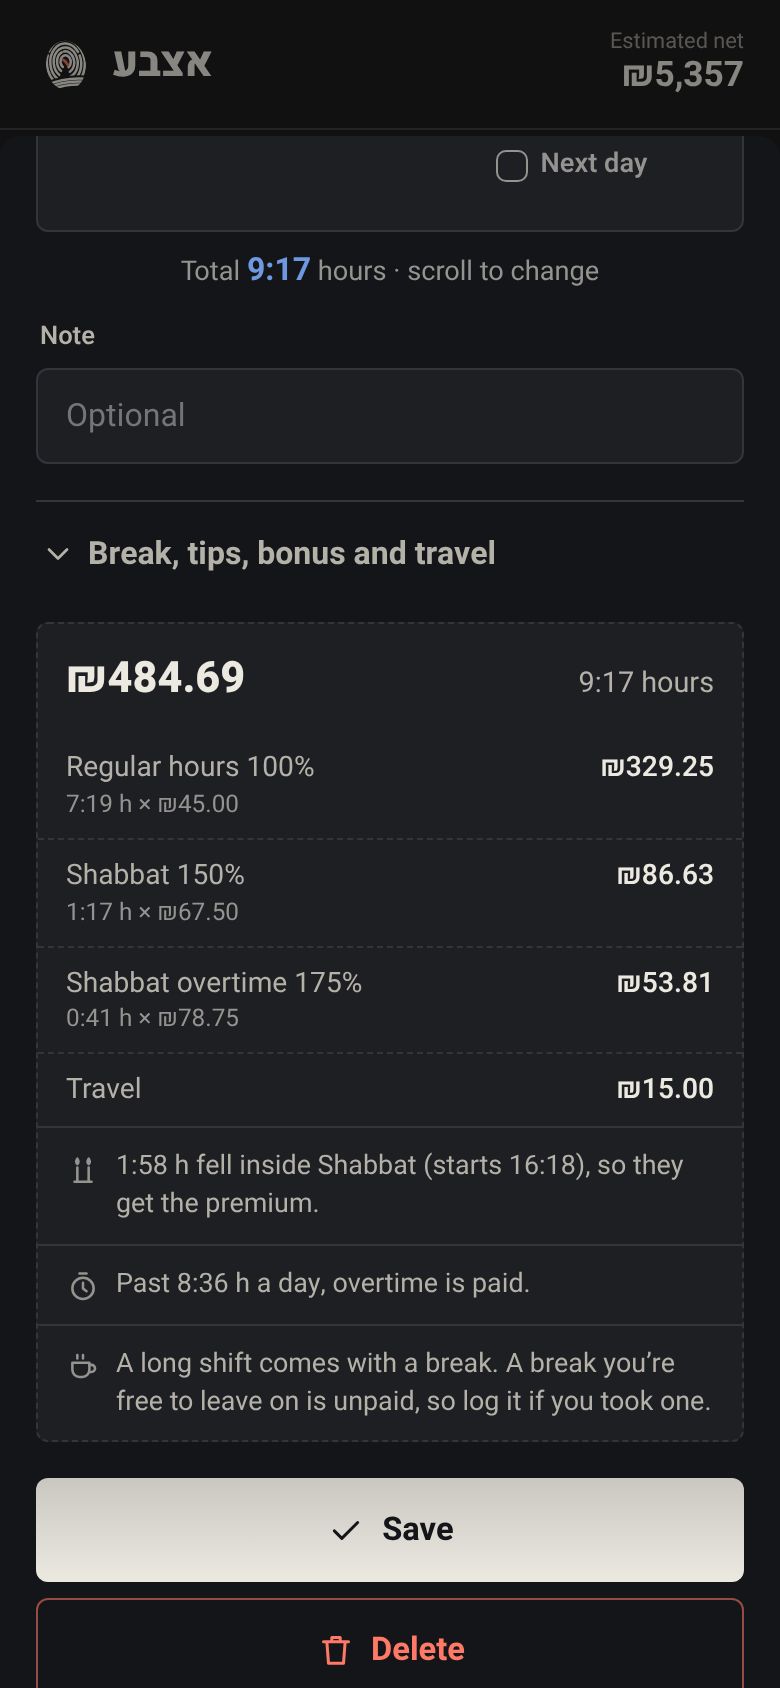 אצבע
Estimated net
₪5,357
Next day
Total 9:17 hours · scroll to change
Note
Optional
Break, tips, bonus and travel
₪484.69
9:17 hours
Regular hours 100%
₪329.25
7:19 h × ₪45.00
Shabbat 150%
₪86.63
1:17 h × ₪67.50
Shabbat overtime 175%
₪53.81
0:41 h × ₪78.75
Travel
₪15.00
1:58 h fell inside Shabbat (starts 16:18), so they
get the premium.
Past 8:36 h a day, overtime is paid.
A long shift comes with a break. A break you’re
free to leave on is unpaid, so log it if you took one.
Save
Delete